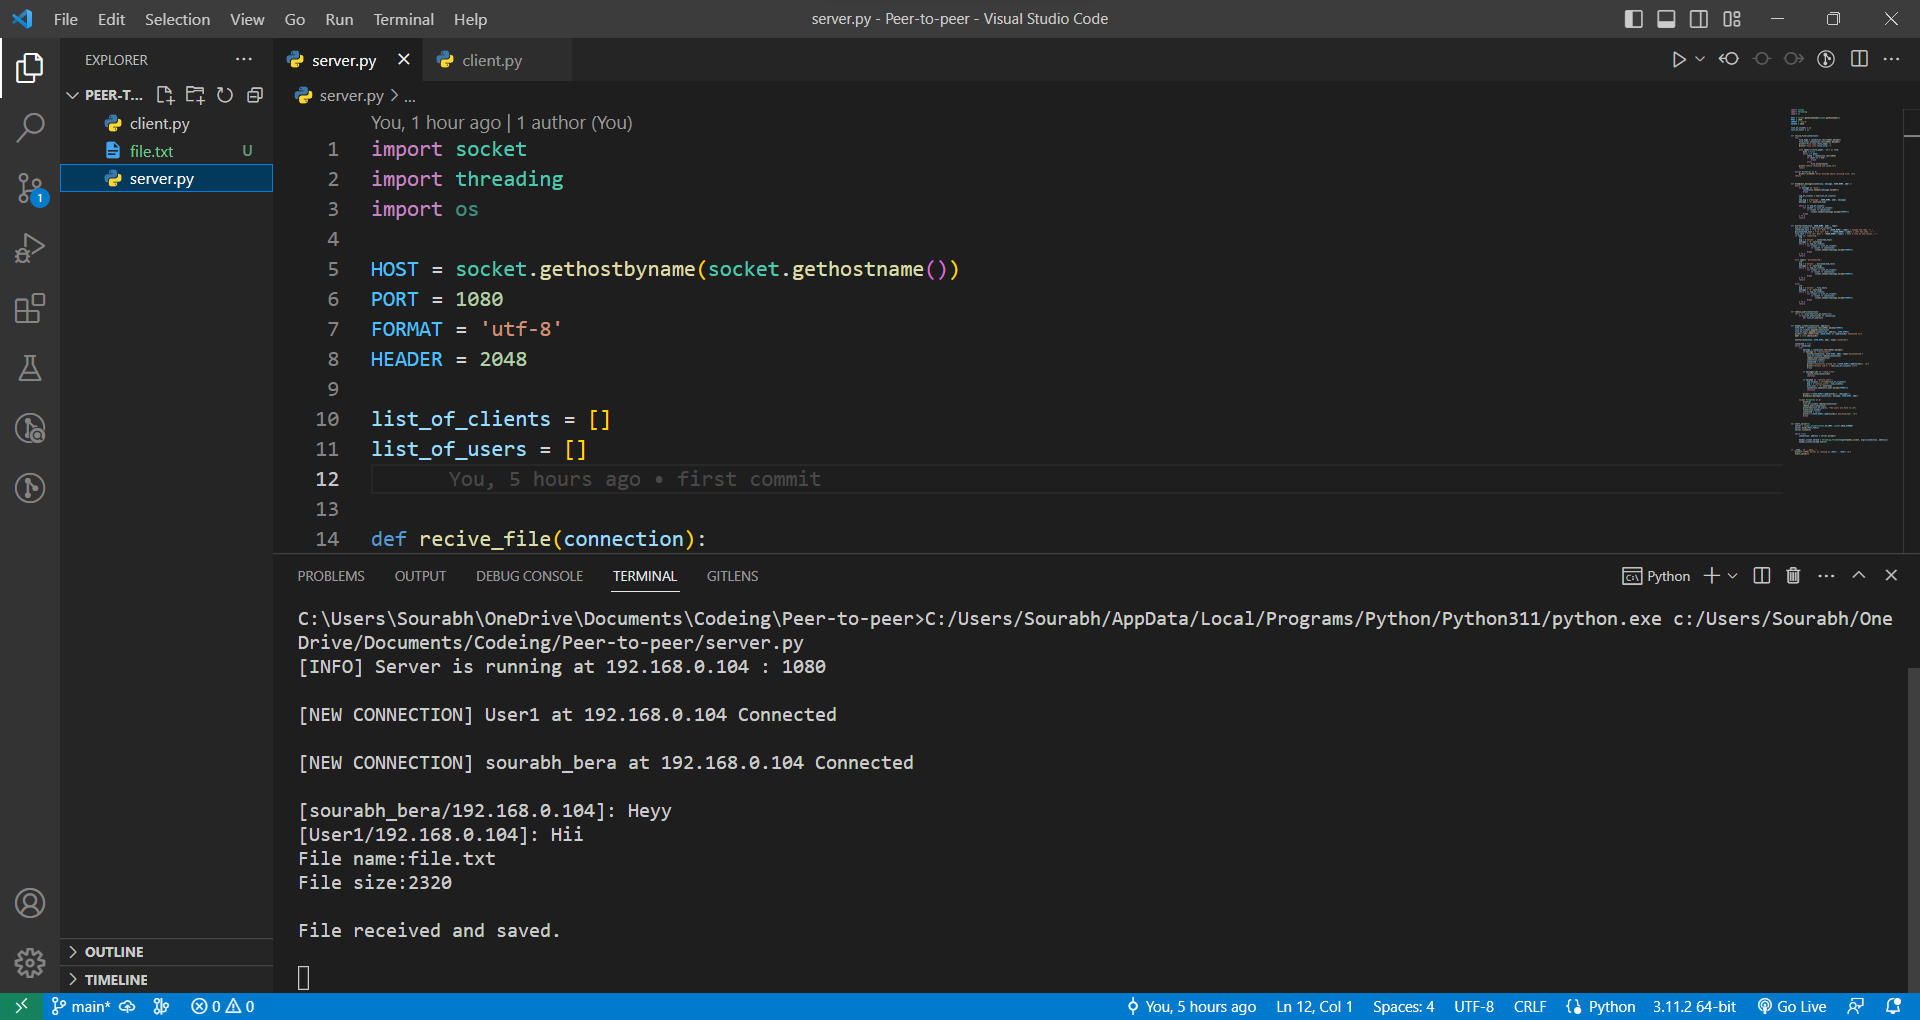 File Edit Selection View Go Run Terminal Help
server.py - Peer-to-peer - Visual Studio Code
EXPLORER
PEER-T...
client.py
file.txt U
server.py
1
OUTLINE
TIMELINE
server.py
client.py
server.py > ...
You, 1 hour ago | 1 author (You)
1 import socket
2 import threading
3 import os
4
5 HOST = socket.gethostbyname(socket.gethostname())
6 PORT = 1080
7 FORMAT = 'utf-8'
8 HEADER = 2048
9
10 list_of_clients = []
11 list_of_users = []
12 You, 5 hours ago • first commit
13
14 def recive_file(connection):
PROBLEMS OUTPUT DEBUG CONSOLE TERMINAL GITLENS
Python
C:\Users\Sourabh\OneDrive\Documents\Codeing\Peer-to-peer>C:/Users/Sourabh/AppData/Local/Programs/Python/Python311/python.exe c:/Users/Sourabh/One
Drive/Documents/Codeing/Peer-to-peer/server.py
[INFO] Server is running at 192.168.0.104 : 1080
[NEW CONNECTION] User1 at 192.168.0.104 Connected
[NEW CONNECTION] sourabh_bera at 192.168.0.104 Connected
[sourabh_bera/192.168.0.104]: Heyy
[User1/192.168.0.104]: Hii
File name:file.txt
File size:2320
File received and saved.
main* 0 0
You, 5 hours ago Ln 12, Col 1 Spaces: 4 UTF-8 CRLF Python 3.11.2 64-bit Go Live